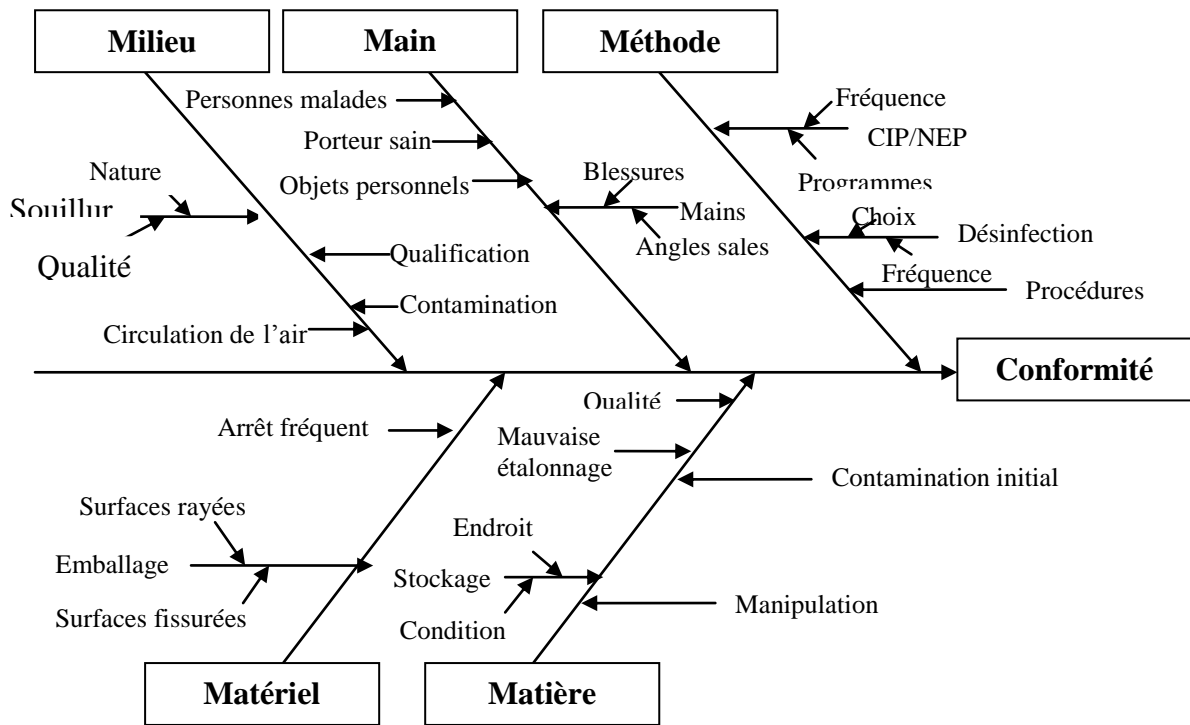 Milieu
Main
Méthode
Personnes malades
Porteur sain
Objets personnels
Blessures
Mains
Angles sales
Fréquence
CIP/NEP
Programmes
Choix
Désinfection
Fréquence
Procédures
Nature
Souillur
Qualité
Qualification
Contamination
Circulation de l’air
Conformité
Arrêt fréquent
Surfaces rayées
Emballage
Surfaces fissurées
Qualité
Mauvaise
étalonnage
Contamination initial
Endroit
Stockage
Condition
Manipulation
Matériel
Matière